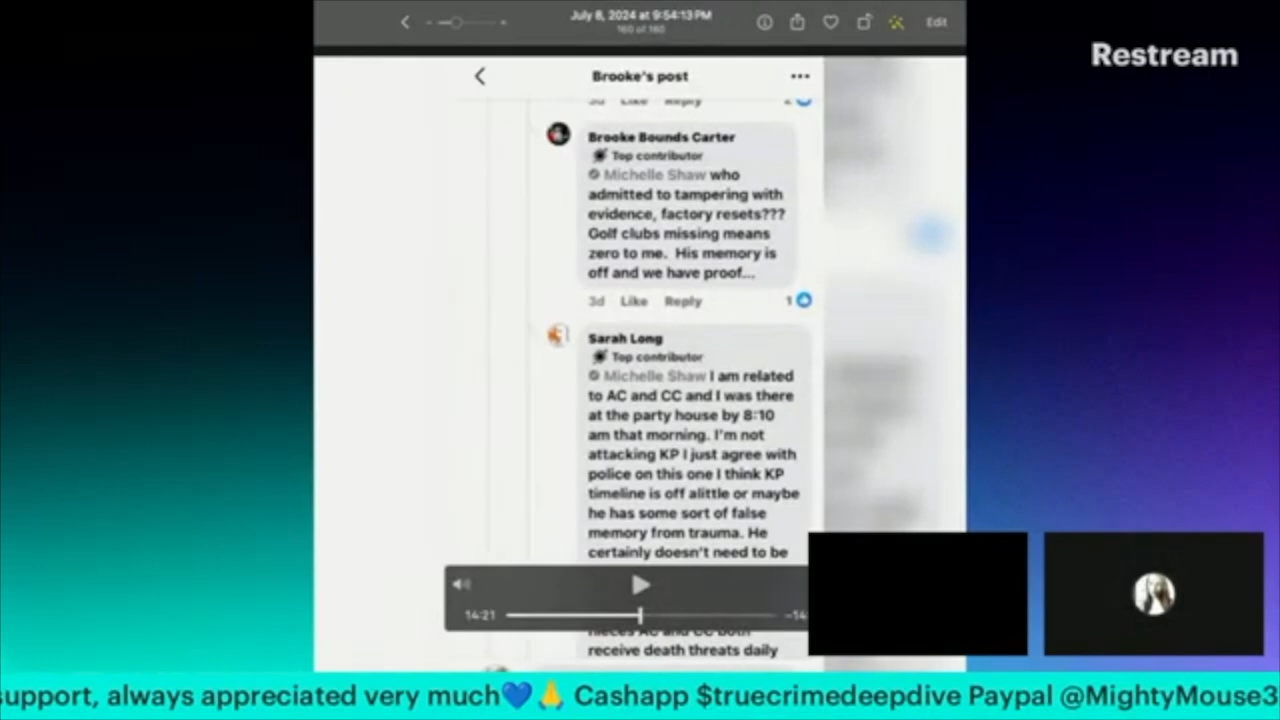 July 8, 2024 at 9:54:13 PM
160 of 160
Edit
Restream
Brooke's post
3d Like Reply 2
Brooke Bounds Carter
Top contributor
Michelle Shaw who
admitted to tampering with
evidence, factory resets???
Golf clubs missing means
zero to me. His memory is
off and we have proof...
3d Like Reply 1
Sarah Long
Top contributor
Michelle Shaw I am related
to AC and CC and I was there
at the party house by 8:10
am that morning. I'm not
attacking KP I just agree with
police on this one I think KP
timeline is off alittle or maybe
he has some sort of false
memory from trauma. He
certainly doesn't need to be
14:21 -14:
nieces AC and CC both
receive death threats daily
support, always appreciated very much💙🙏 Cashapp $truecrimedeepdive Paypal @MightyMouse3